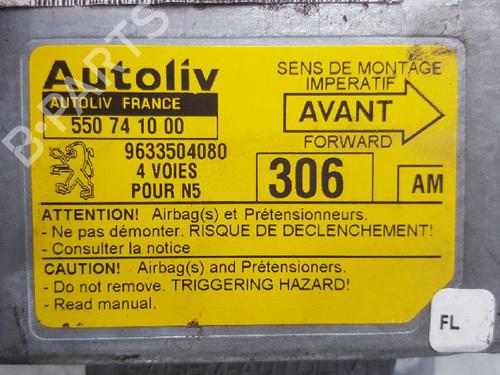 Autoliv
AUTOLIV FRANCE
550 74 10 00
9633504080
4 VOIES
POUR N5
SENS DE MONTAGE
IMPERATIF
AVANT
FORWARD
306
AM
ATTENTION! Airbag(s) et Prétensionneurs.
- Ne pas démonter. RISQUE DE DECLENCHEMENT!
- Consulter la notice
CAUTION! Airbag(s) and Prétensioners.
- Do not remove. TRIGGERING HAZARD!
- Read manual.
FL
B-PARTS